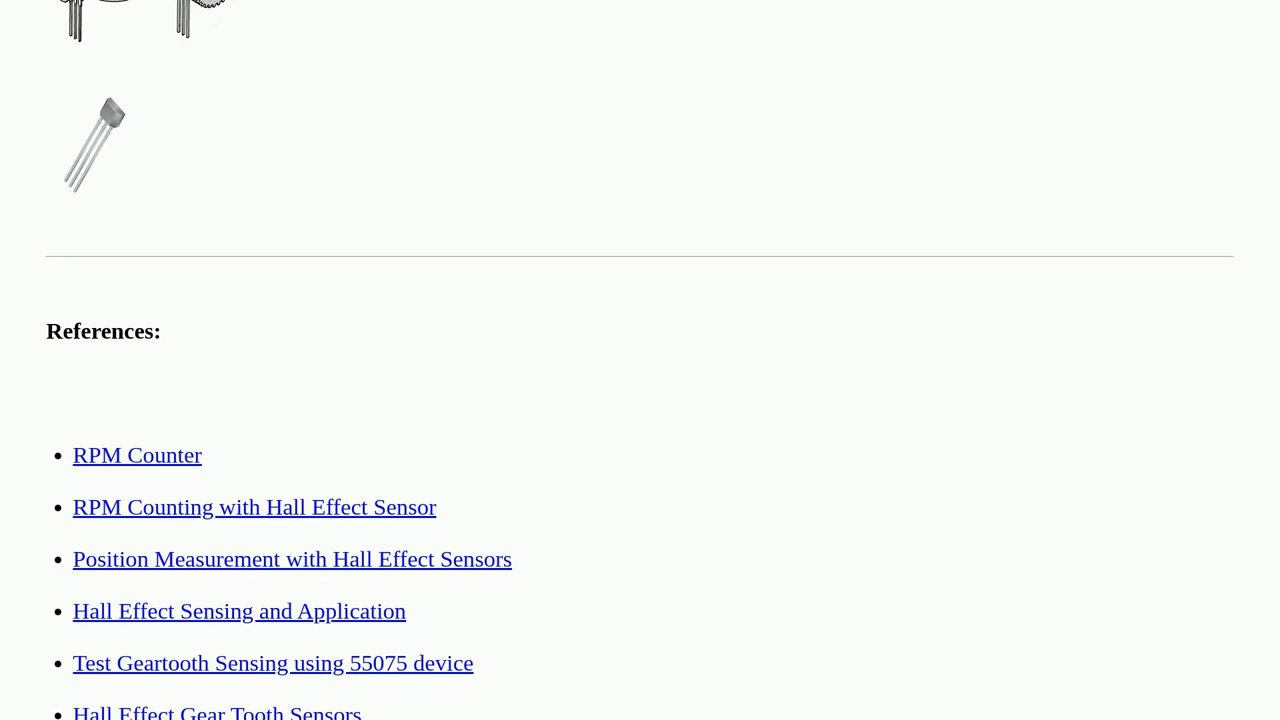 References:
RPM Counter
RPM Counting with Hall Effect Sensor
Position Measurement with Hall Effect Sensors
Hall Effect Sensing and Application
Test Geartooth Sensing using 55075 device
Hall Effect Gear Tooth Sensors